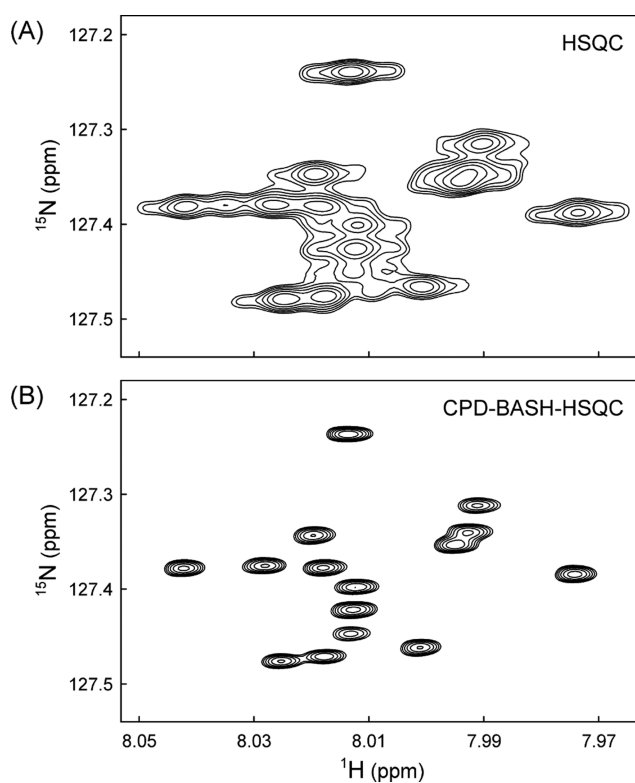 (A)
HSQC
127.2
127.3
127.4
127.5
¹⁵N (ppm)
(B)
CPD-BASH-HSQC
127.2
127.3
127.4
127.5
¹⁵N (ppm)
8.05 8.03 8.01 7.99 7.97
¹H (ppm)